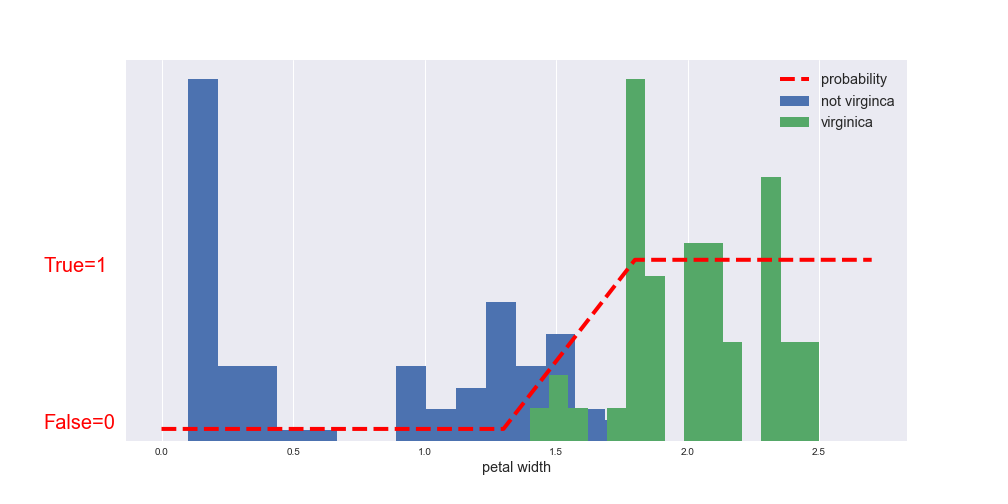 probability
not virginca
virginica
True=1
False=0
0.0 0.5 1.0 1.5 2.0 2.5
petal width